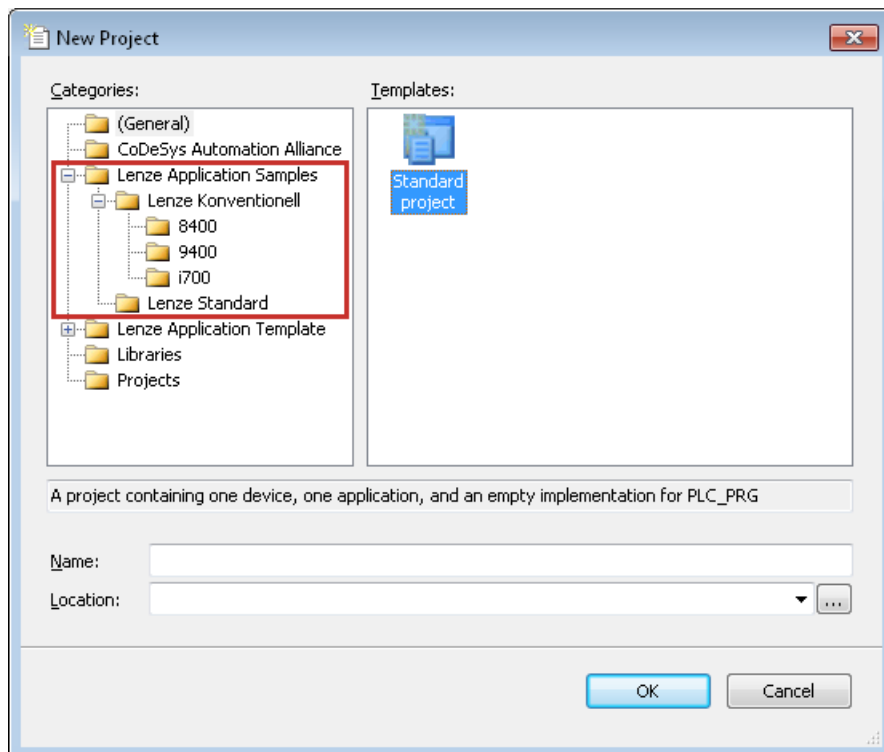 New Project
Categories:
Templates:
(General)
CoDeSys Automation Alliance
Lenze Application Samples
Lenze Konventionell
8400
9400
i700
Lenze Standard
Lenze Application Template
Libraries
Projects
Standard
project
A project containing one device, one application, and an empty implementation for PLC_PRG
Name:
Location:
...
OK
Cancel